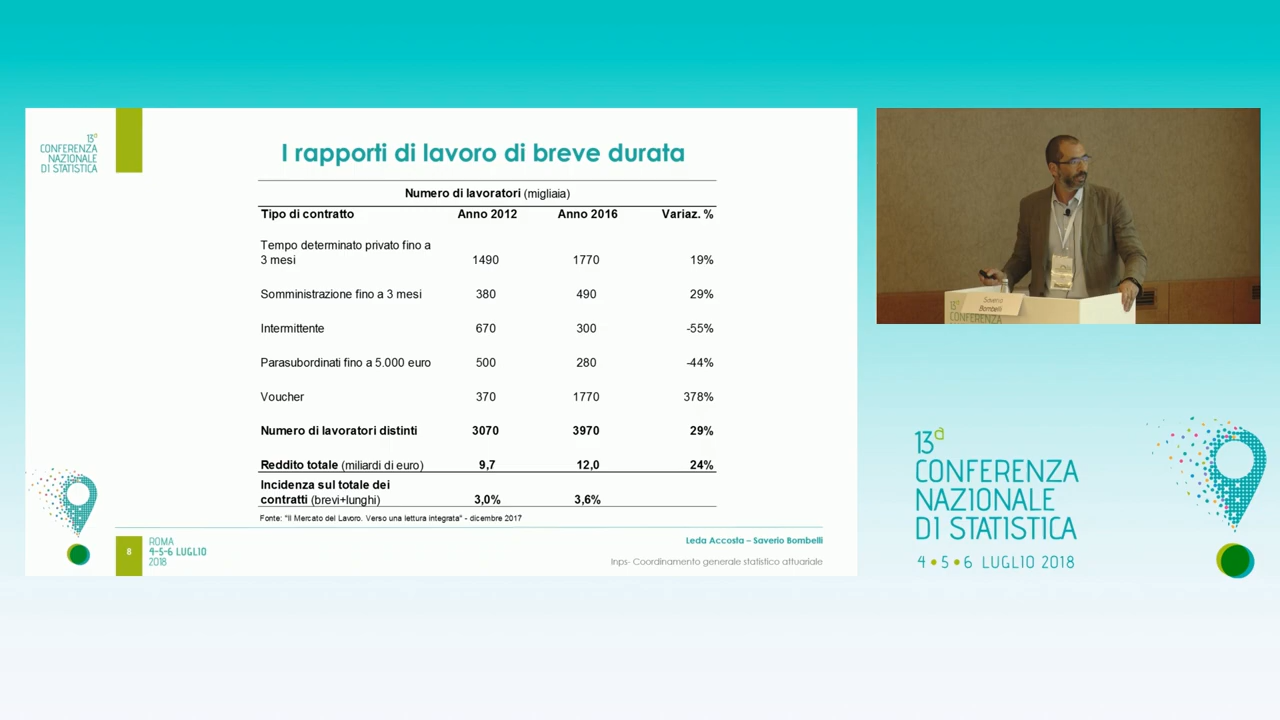 13ª
CONFERENZA
NAZIONALE
DI STATISTICA
I rapporti di lavoro di breve durata
Numero di lavoratori (migliaia)
Tipo di contratto Anno 2012 Anno 2016 Variaz. %
Tempo determinato privato fino a
3 mesi 1490 1770 19%
Somministrazione fino a 3 mesi 380 490 29%
Intermittente 670 300 -55%
Parasubordinati fino a 5.000 euro 500 280 -44%
Voucher 370 1770 378%
Numero di lavoratori distinti 3070 3970 29%
Reddito totale (miliardi di euro) 9,7 12,0 24%
Incidenza sul totale dei
contratti (brevi+lunghi) 3,0% 3,6%
Fonte: "Il Mercato del Lavoro. Verso una lettura integrata" - dicembre 2017
8
ROMA
4-5-6 LUGLIO
2018
Leda Accosta – Saverio Bombelli
Inps- Coordinamento generale statistico attuariale
Saverio
Bombelli
13ª
CONFERENZA
13ª
CONFERENZA
NAZIONALE
DI STATISTICA
4 • 5 • 6 LUGLIO 2018